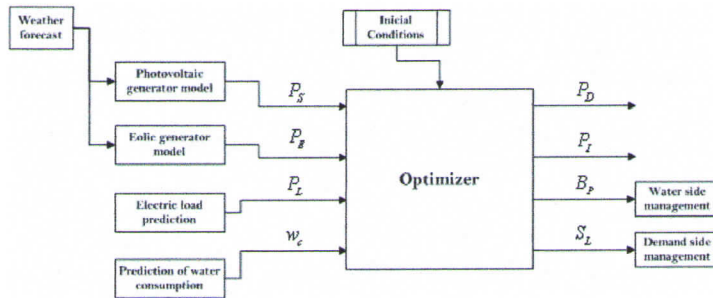 Weather
forecast
Inicial
Conditions
Photovoltaic
generator model
P_S
P_D
Eolic generator
model
P_E
P_I
Optimizer
Electric load
prediction
P_L
B_P
Water side
management
Prediction of water
consumption
w_c
S_L
Demand side
management